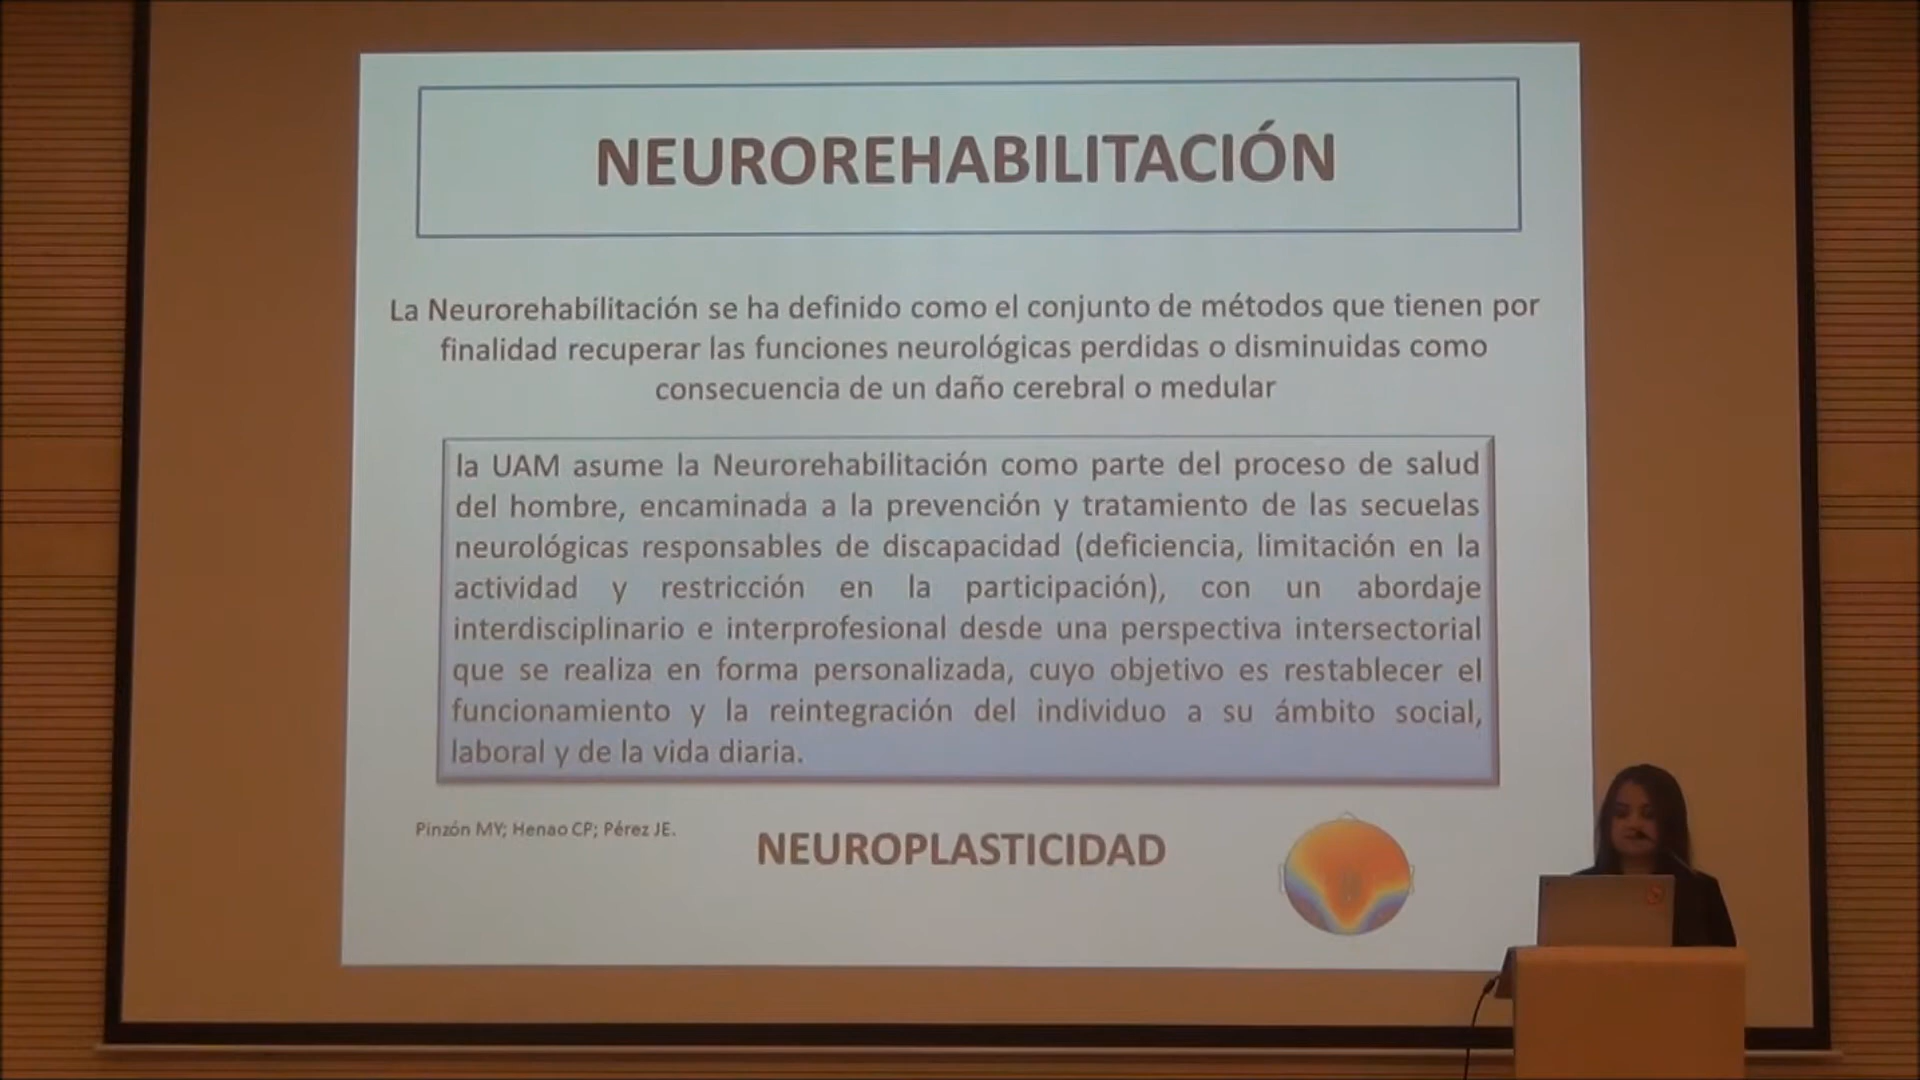 NEUROREHABILITACIÓN
La Neurorehabilitación se ha definido como el conjunto de métodos que tienen por
finalidad recuperar las funciones neurológicas perdidas o disminuidas como
consecuencia de un daño cerebral o medular
la UAM asume la Neurorehabilitación como parte del proceso de salud
del hombre, encaminada a la prevención y tratamiento de las secuelas
neurológicas responsables de discapacidad (deficiencia, limitación en la
actividad y restricción en la participación), con un abordaje
interdisciplinario e interprofesional desde una perspectiva intersectorial
que se realiza en forma personalizada, cuyo objetivo es restablecer el
funcionamiento y la reintegración del individuo a su ámbito social,
laboral y de la vida diaria.
Pinzón MY; Henao CP; Pérez JE.
NEUROPLASTICIDAD